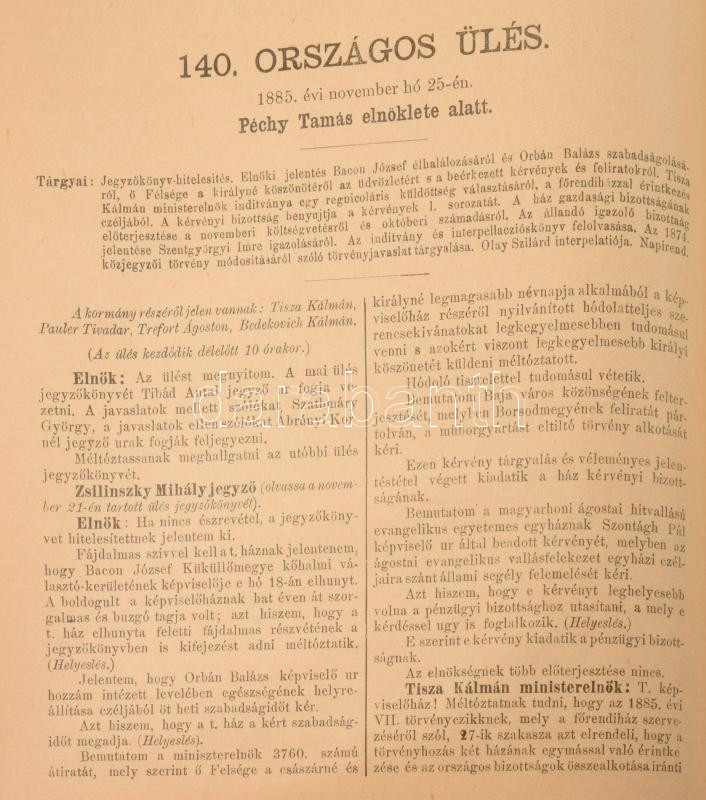 140. ORSZÁGOS ÜLÉS.
1885. évi november hó 25-én.
Péchy Tamás elnöklete alatt.
Tárgyai: Jegyzőkönyv-hitelesités. Elnöki jelentés Bacon József elhalálozásáról és Orbán Balázs szabadságolásá-
ról, ő Felsége a királyné köszönötéről az üdvözletért s a beérkezett kérvények és feliratokról. Tisza
Kálmán ministerelnök inditványa egy regnicoláris küldöttség választásáról, a főrendiházzal érintkezés
czéljából. A kérvényi bizottság benyujtja a kérvények 1. sorozatát. A ház gazdasági bizottságának
előterjesztése a novemberi költségvetésről és októberi számadásról. Az állandó igazoló bizottság
jelentése Szentgyörgyi Imre igazolásáról. Az inditvány és interpellaczióskönyv felolvasása. Az 1874.
közjegyzői törvény módositásáról szóló törvényjavaslat tárgyalása. Olay Szilárd interpelatiója. Napirend.
A kormány részéről jelen vannak: Tisza Kálmán,
Pauler Tivadar, Trefort Ágoston, Bedekovich Kálmán.
(Az ülés kezdődik délelőtt 10 órakor.)
Elnök: Az ülést megnyitom. A mai ülés
jegyzőkönyvét Tibád Antal jegyző ur fogja ve-
zetni. A javaslatok mellett szólókat Szathmáry
György, a javaslatok ellen szólókat Ábrányi Kor-
nél jegyző urak fogják feljegyezni.
Méltóztassanak meghallgatni az utóbbi ülés
jegyzőkönyvét.
Zsilinszky Mihály jegyző (olvassa a novem-
ber 21-én tartott ülés jegyzőkönyvét).
Elnök: Ha nincs észrevétel, a jegyzőköny-
vet hitelesitettnek jelentem ki.
Fájdalmas szivvel kell a t. háznak jelentenem,
hogy Bacon József Küküllőmegye kőhalmi vá-
lasztó-kerületének képviselője e hó 18-án elhunyt.
A boldogult a képviselőháznak hat éven át szor-
galmas és buzgó tagja volt; azt hiszem, hogy a
t. ház elhunyta feletti fájdalmas részvétének a
jegyzőkönyvben is kifejezést adni méltóztatik.
(Helyeslés.)
Jelentem, hogy Orbán Balázs képviselő ur
hozzám intézett levelében egészségének helyre-
állitása czéljából öt heti szabadságidőt kér.
Azt hiszem, hogy a t. ház a kért szabadság-
időt megadja. (Helyeslés).
Bemutatom a miniszterelnök 3760. számú
átiratát, mely szerint ő Felsége a császárné és
királyné legmagasabb névnapja alkalmából a kép-
viselőház részéről nyilvánitott hódolatteljes sze-
rencsekivánatokat legkegyelmesebben tudomásul
venni s azokért viszont legkegyelmesebb királyi
köszönetét küldeni méltóztatott.
Hódoló tisztelettel tudomásul vétetik.
Bemutatom Baja város közönségének felter-
jesztését, melyben Borsodmegyének feliratát pár-
tolván, a műborgyártást eltiltó törvény alkotását
kéri.
Ezen kérvény tárgyalás és véleményes jelen-
téstétel végett kiadatik a ház kérvényi bizott-
ságának.
Bemutatom a magyarhoni ágostai hitvallású
evangelikus egyetemes egyháznak Szontágh Pál
képviselő ur által beadott kérvényét, melyben az
ágostai evangelikus vallásfelekezet egyházi czél-
jaira szánt állami segély felemelését kéri.
Azt hiszem, hogy e kérvényt leghelyesebb
volna a pénzügyi bizottsághoz utasitani, a mely e
kérdéssel ugy is foglalkozik. (Helyeslés.)
E szerint e kérvény kiadatik a pénzügyi bizott-
ságnak.
Az elnökségnek több előterjesztése nincs.
Tisza Kálmán ministerelnök: T. kép-
viselőház! Méltóztatnak tudni, hogy az 1885. évi
VII. törvényczikknek, mely a főrendiház szerve-
zéséről szól, 27-ik szakasza azt elrendeli, hogy a
törvényhozás két házának egymással való érintke
zése és az országos bizottságok összealkotása iránti
darabanth